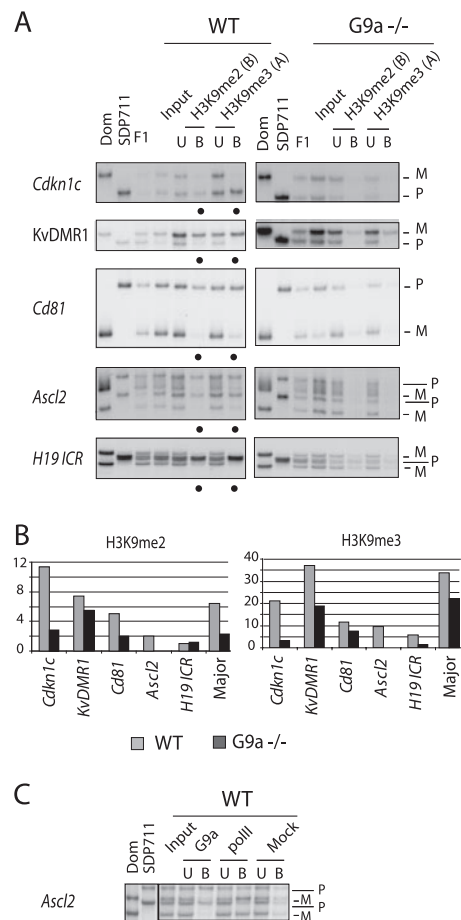 A
WT G9a -/-
Dom SDP711 F1 Input H3K9me2 (B) H3K9me3 (A) Dom SDP711 F1 Input H3K9me2 (B) H3K9me3 (A)
U B U B U B U B
Cdkn1c – M – P
KvDMR1 – M – P
Cd81 – P – M
Ascl2 P – M P – M
H19 ICR – M P – M
B
H3K9me2 H3K9me3
12 8 4 0
40 30 20 10 0
Cdkn1c KvDMR1 Cd81 Ascl2 H19 ICR Major Cdkn1c KvDMR1 Cd81 Ascl2 H19 ICR Major
WT G9a -/-
C
WT
Dom SDP711 Input G9a polII Mock
U B U B U B
Ascl2 P –M P –M